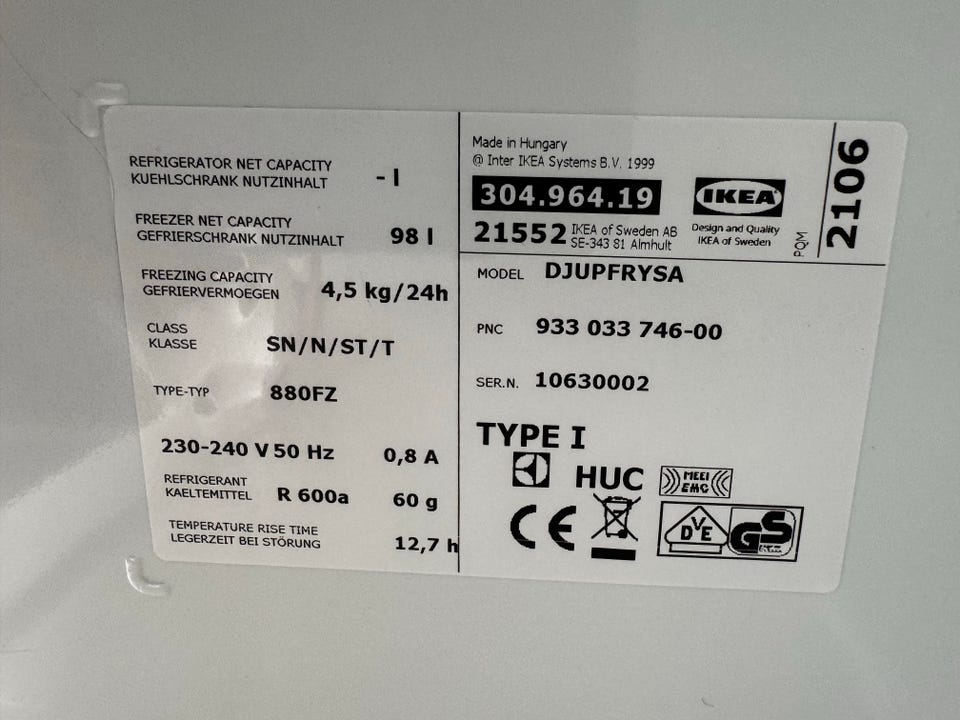 REFRIGERATOR NET CAPACITY
KUEHLSCHRANK NUTZINHALT - l
FREEZER NET CAPACITY
GEFRIERSCHRANK NUTZINHALT 98 l
FREEZING CAPACITY
GEFRIERVERMOEGEN 4,5 kg/24h
CLASS
KLASSE SN/N/ST/T
TYPE-TYP 880FZ
230-240 V 50 Hz 0,8 A
REFRIGERANT
KAELTEMITTEL R 600a 60 g
TEMPERATURE RISE TIME
LEGERZEIT BEI STÖRUNG 12,7 h
Made in Hungary
@ Inter IKEA Systems B.V. 1999
304.964.19
21552 IKEA of Sweden AB
SE-343 81 Almhult
IKEA
Design and Quality
IKEA of Sweden
PQM
2106
MODEL DJUPFRYSA
PNC 933 033 746-00
SER.N. 10630002
TYPE I
HUC
MEEI
EMC
CE
VDE
GS